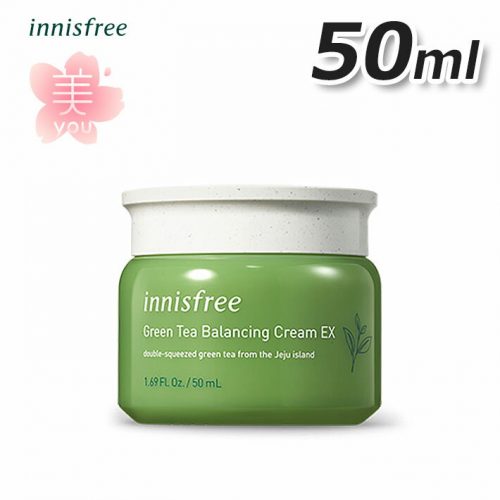 innisfree
50ml
美
YOU
innisfree
Green Tea Balancing Cream EX
double-squeezed green tea from the Jeju island
1.69 Fl. Oz. / 50 mL